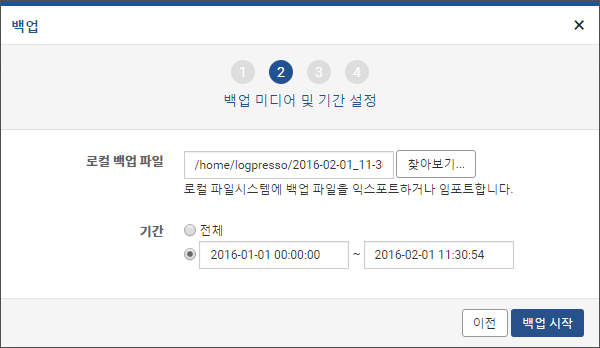 백업 ×
1 2 3 4
백업 미디어 및 기간 설정
로컬 백업 파일 /home/logpresso/2016-02-01_11-3 찾아보기...
로컬 파일시스템에 백업 파일을 익스포트하거나 임포트합니다.
기간 전체
2016-01-01 00:00:00 ~ 2016-02-01 11:30:54
이전 백업 시작